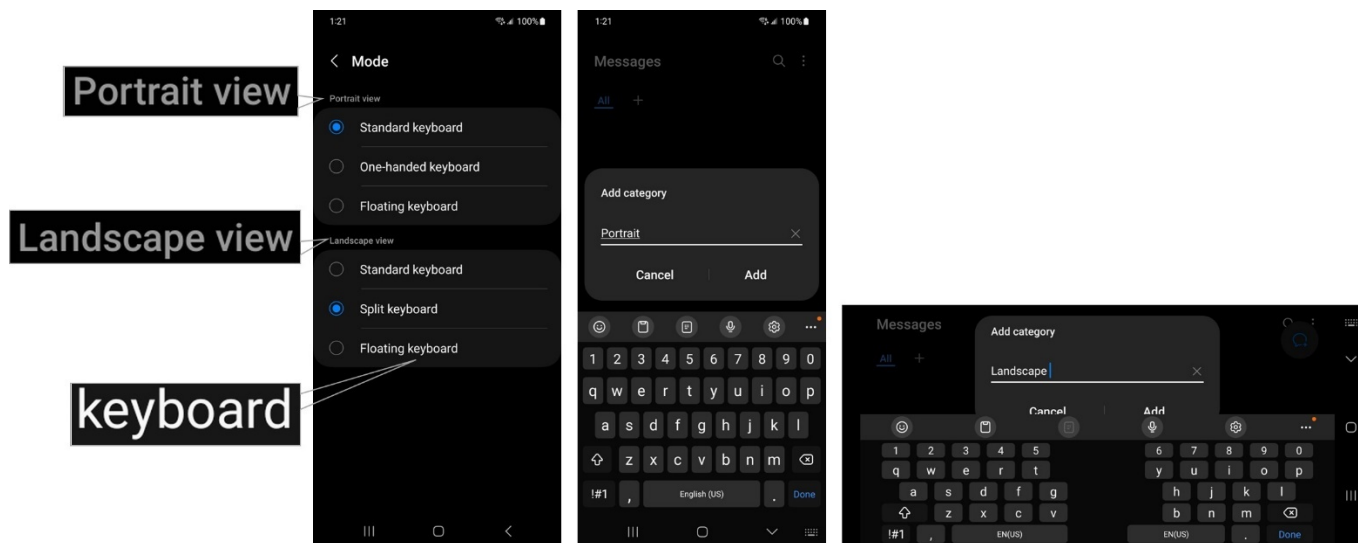 Portrait view
Landscape view
keyboard
1:21 100%
Mode
Portrait view
Standard keyboard
One-handed keyboard
Floating keyboard
Landscape view
Standard keyboard
Split keyboard
Floating keyboard
1:21 100%
Messages
All +
Add category
Portrait
Cancel Add
1 2 3 4 5 6 7 8 9 0
q w e r t y u i o p
a s d f g h j k l
z x c v b n m
!#1 , English (US) . Done
Messages
All +
Add category
Landscape
Cancel Add
1 2 3 4 5 6 7 8 9 0
q w e r t y u i o p
a s d f g h j k l
z x c v b n m
!#1 , EN(US) EN(US) . Done